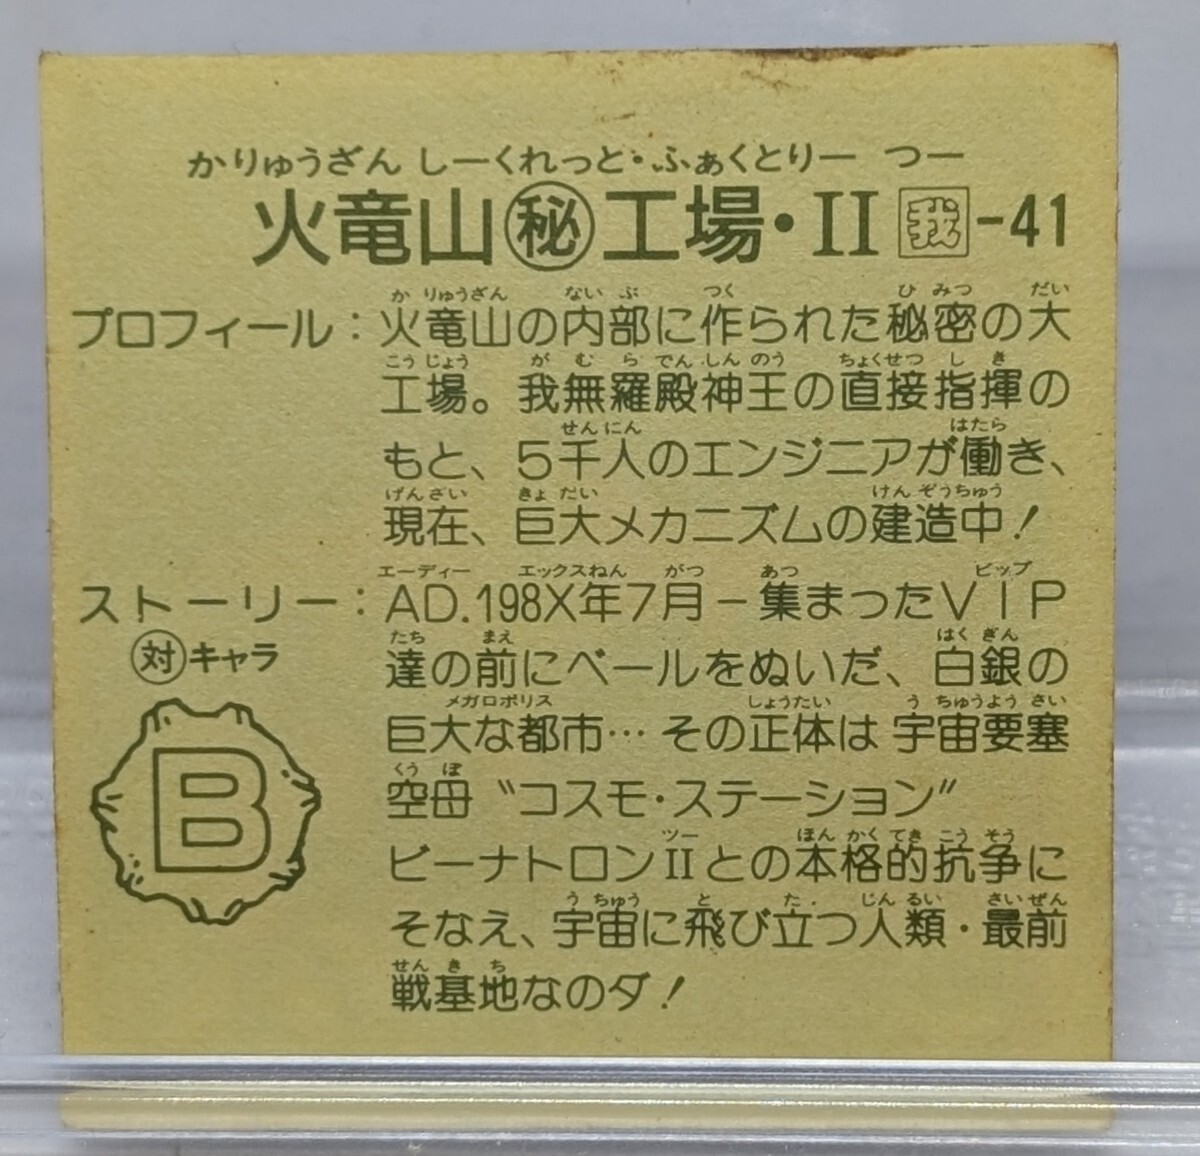 かりゅうざん しーくれっと・ふぁくとりー つー
火竜山㊙工場・II 我-41
プロフィール：火竜山の内部に作られた秘密の大
工場。我無羅殿神王の直接指揮の
もと、5千人のエンジニアが働き、
現在、巨大メカニズムの建造中！
ストーリー：AD.198X年7月－集まったVIP
対キャラ
達の前にベールをぬいだ、白銀の
巨大な都市…その正体は宇宙要塞
空母〝コスモ・ステーション〟
B
ビーナトロンIIとの本格的抗争に
そなえ、宇宙に飛び立つ人類・最前
戦基地なのダ！